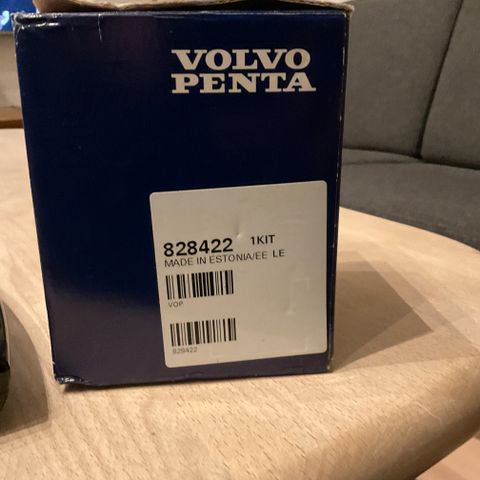 VOLVO
PENTA
828422 1KIT
MADE IN ESTONIA/EE LE
VOP
828422